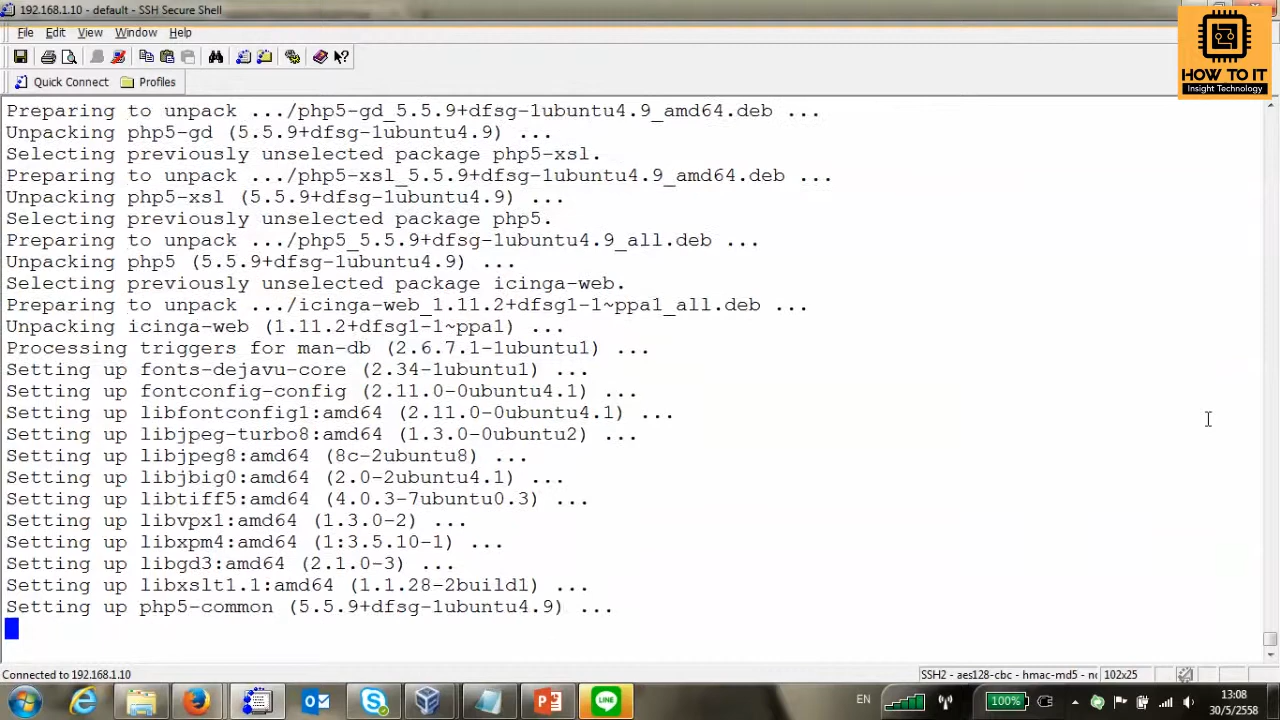 192.168.1.10 - default - SSH Secure Shell
File Edit View Window Help
Quick Connect Profiles
HOW TO IT
Insight Technology
Preparing to unpack .../php5-gd_5.5.9+dfsg-1ubuntu4.9_amd64.deb ...
Unpacking php5-gd (5.5.9+dfsg-1ubuntu4.9) ...
Selecting previously unselected package php5-xsl.
Preparing to unpack .../php5-xsl_5.5.9+dfsg-1ubuntu4.9_amd64.deb ...
Unpacking php5-xsl (5.5.9+dfsg-1ubuntu4.9) ...
Selecting previously unselected package php5.
Preparing to unpack .../php5_5.5.9+dfsg-1ubuntu4.9_all.deb ...
Unpacking php5 (5.5.9+dfsg-1ubuntu4.9) ...
Selecting previously unselected package icinga-web.
Preparing to unpack .../icinga-web_1.11.2+dfsg1-1~ppa1_all.deb ...
Unpacking icinga-web (1.11.2+dfsg1-1~ppa1) ...
Processing triggers for man-db (2.6.7.1-1ubuntu1) ...
Setting up fonts-dejavu-core (2.34-1ubuntu1) ...
Setting up fontconfig-config (2.11.0-0ubuntu4.1) ...
Setting up libfontconfig1:amd64 (2.11.0-0ubuntu4.1) ...
Setting up libjpeg-turbo8:amd64 (1.3.0-0ubuntu2) ...
Setting up libjpeg8:amd64 (8c-2ubuntu8) ...
Setting up libjbig0:amd64 (2.0-2ubuntu4.1) ...
Setting up libtiff5:amd64 (4.0.3-7ubuntu0.3) ...
Setting up libvpx1:amd64 (1.3.0-2) ...
Setting up libxpm4:amd64 (1:3.5.10-1) ...
Setting up libgd3:amd64 (2.1.0-3) ...
Setting up libxslt1.1:amd64 (1.1.28-2build1) ...
Setting up php5-common (5.5.9+dfsg-1ubuntu4.9) ...
Connected to 192.168.1.10
SSH2 - aes128-cbc - hmac-md5 - nc 102x25
LINE
EN
100%
13:08
30/5/2558